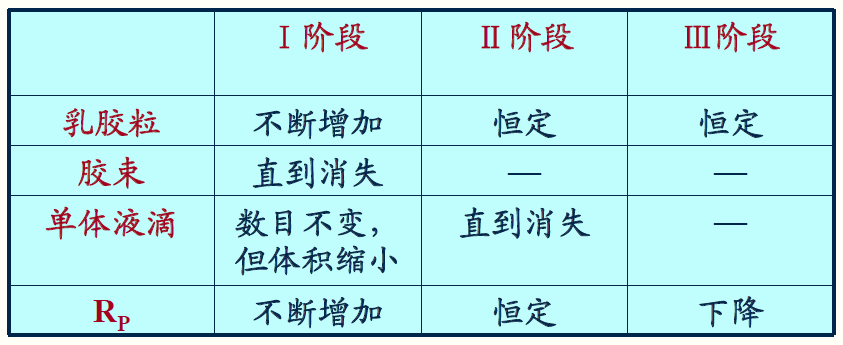 Ⅰ阶段 Ⅱ阶段 Ⅲ阶段
乳胶粒 不断增加 恒定 恒定
胶束 直到消失 — —
单体液滴 数目不变， 直到消失 —
但体积缩小
RP 不断增加 恒定 下降